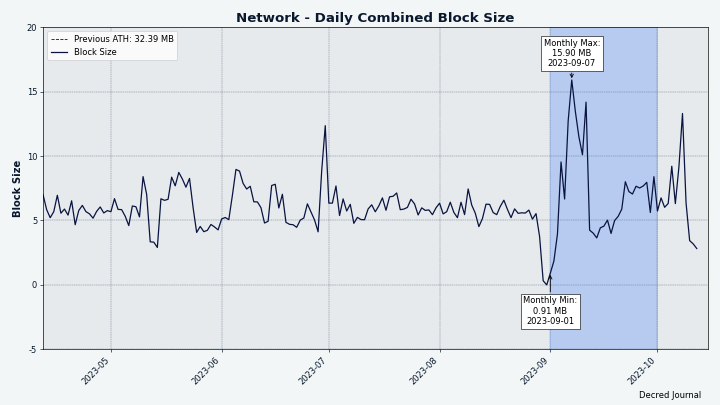 Network - Daily Combined Block Size
Previous ATH: 32.39 MB
Block Size
Monthly Max:
15.90 MB
2023-09-07
20
15
10
5
0
-5
Block Size
Monthly Min:
0.91 MB
2023-09-01
2023-05
2023-06
2023-07
2023-08
2023-09
2023-10
Decred Journal